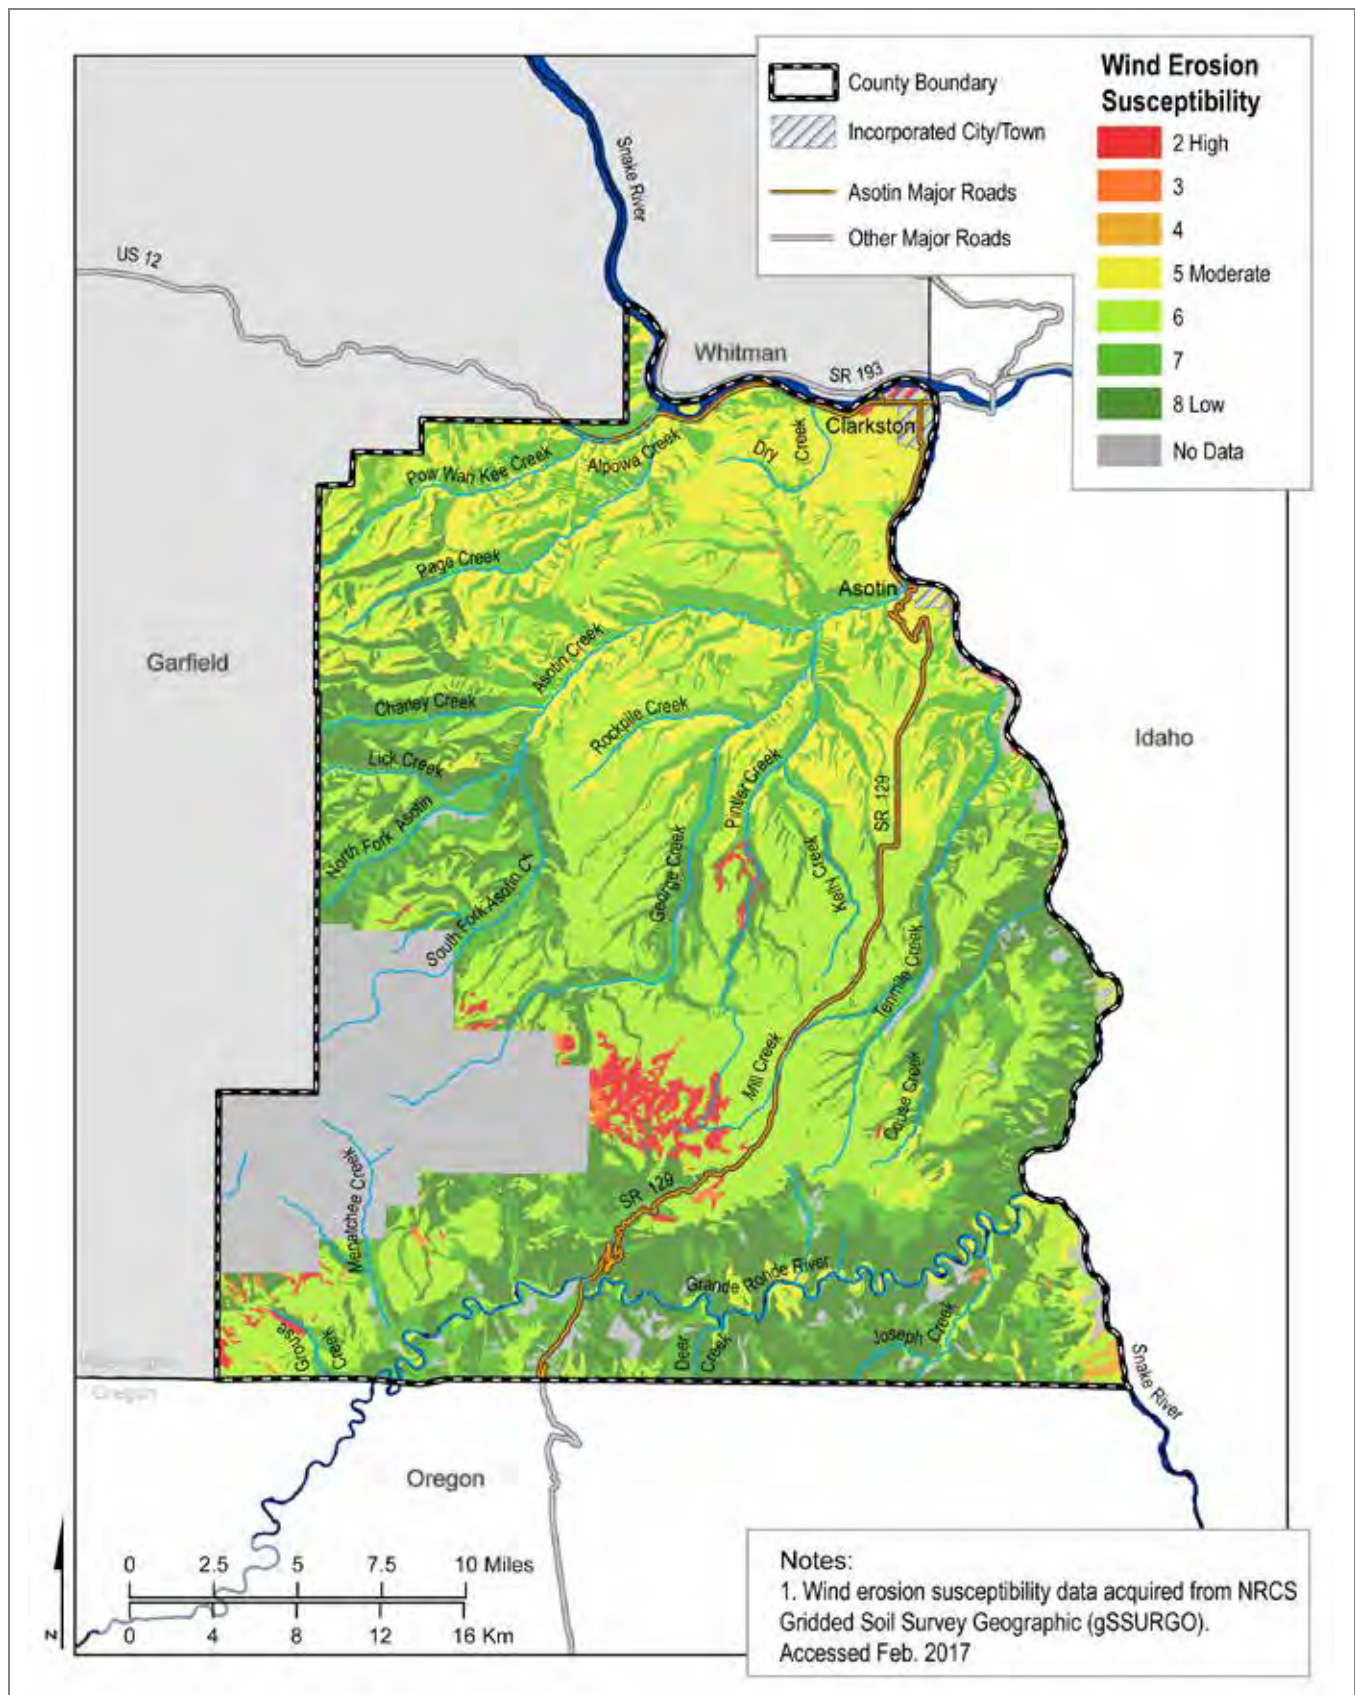 County Boundary
Incorporated City/Town
Asotin Major Roads
Other Major Roads
Wind Erosion
Susceptibility
2 High
3
4
5 Moderate
6
7
8 Low
No Data
Snake River
US 12
Whitman
SR 193
Clarkston
Pow Wah Kee Creek
Alpowa Creek
Dry
Creek
Page Creek
Asotin
Garfield
Asotin Creek
Charley Creek
Rockpile Creek
Idaho
Lick Creek
Pintler Creek
SR 129
North Fork Asotin
George Creek
Kelly Creek
South Fork Asotin Ck
Tenmile Creek
Mill Creek
Couse Creek
Menatchee Creek
SR 129
Grande Ronde River
Grouse
Creek
Deer
Creek
Joseph Creek
Snake River
Oregon
Oregon
0 2.5 5 7.5 10 Miles
0 4 8 12 16 Km
N
Notes:
1. Wind erosion susceptibility data acquired from NRCS
Gridded Soil Survey Geographic (gSSURGO).
Accessed Feb. 2017